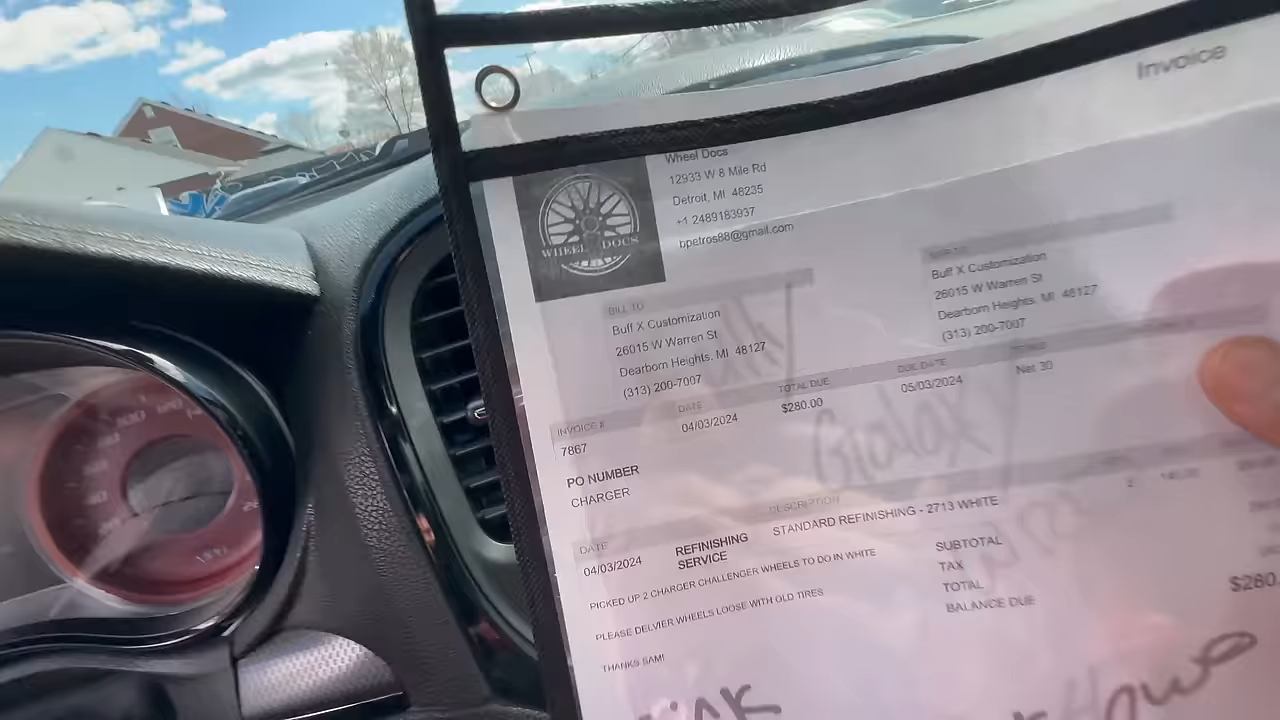 Invoice
Wheel Docs
12933 W 8 Mile Rd
Detroit, MI 48235
+1 2489183937
bpetros88@gmail.com
WHEEL DOCS
BILL TO
Buff X Customization
26015 W Warren St
Dearborn Heights, MI 48127
(313) 200-7007
Buff X Customization
26015 W Warren St
Dearborn Heights, MI 48127
(313) 200-7007
INVOICE # DATE TOTAL DUE DUE DATE TERMS
7867 04/03/2024 $280.00 05/03/2024 Net 30
Galaxy
PO NUMBER
CHARGER
DATE DESCRIPTION
04/03/2024 REFINISHING SERVICE STANDARD REFINISHING - 2713 WHITE 2
PICKED UP 2 CHARGER CHALLENGER WHEELS TO DO IN WHITE
PLEASE DELVIER WHEELS LOOSE WITH OLD TIRES
THANKS SAM!
SUBTOTAL
TAX
TOTAL
BALANCE DUE $280